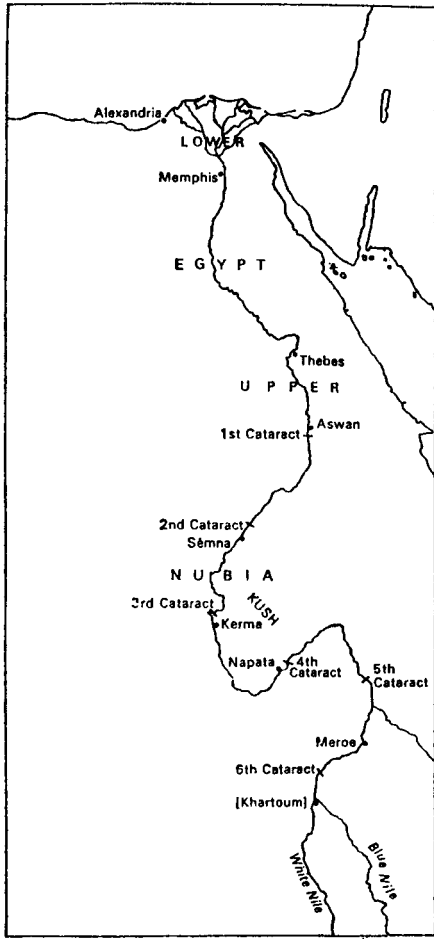 Alexandria
LOWER
Memphis
EGYPT
Thebes
UPPER
Aswan
1st Cataract
2nd Cataract
Sěmna
NUBIA
3rd Cataract
KUSH
Kerma
Napata
4th
Cataract
5th
Cataract
Meroe
6th Cataract
[Khartoum]
White Nile
Blue Nile